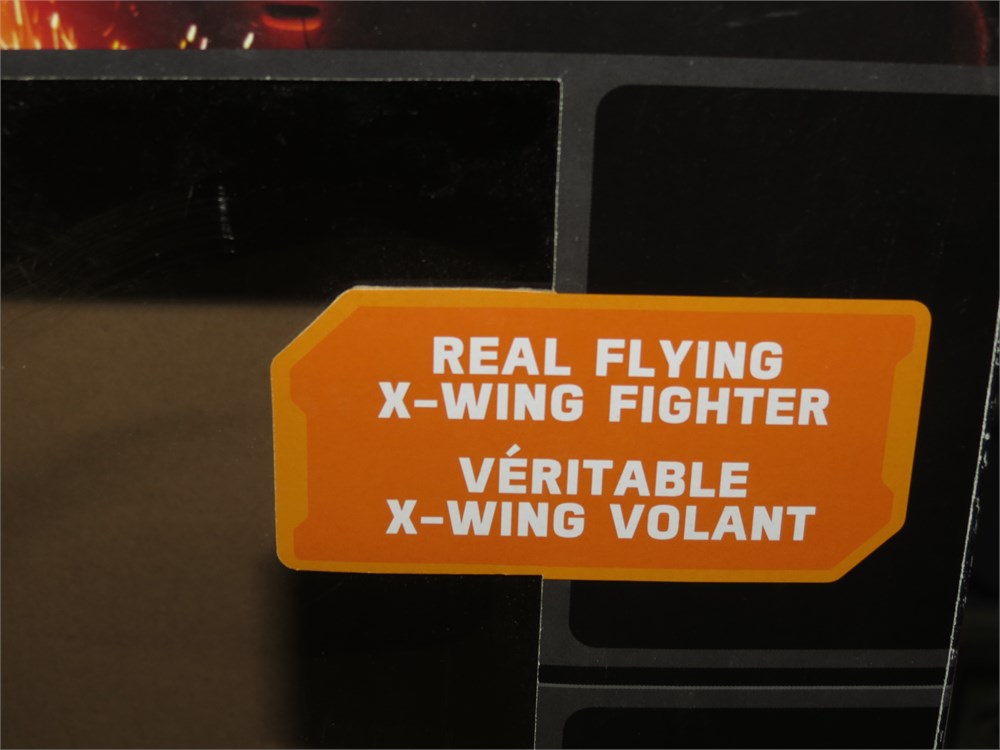 REAL FLYING
X-WING FIGHTER
VÉRITABLE
X-WING VOLANT